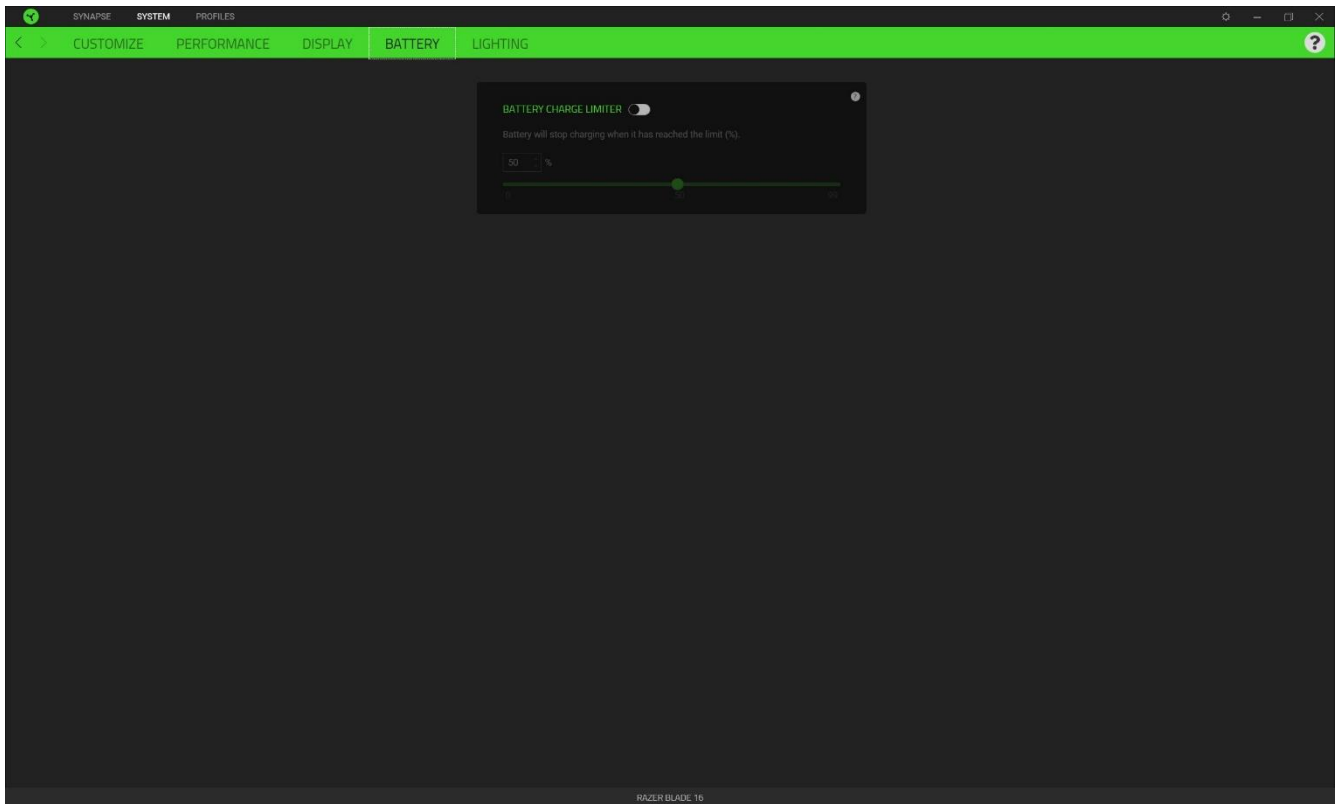 SYNAPSE SYSTEM PROFILES
CUSTOMIZE PERFORMANCE DISPLAY BATTERY LIGHTING ?
BATTERY CHARGE LIMITER
Battery will stop charging when it has reached the limit (%).
50 %
RAZER BLADE 16